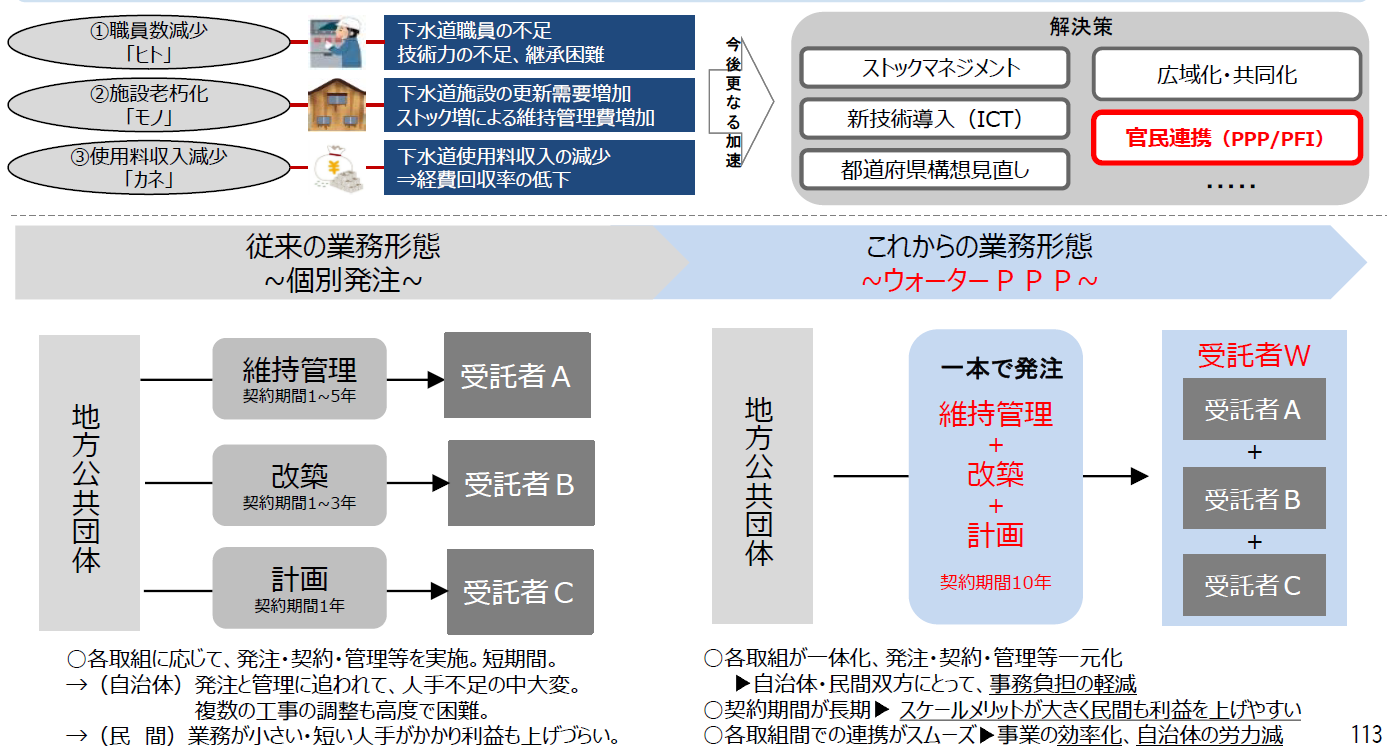 ①職員数減少
「ヒト」
下水道職員の不足
技術力の不足、継承困難
②施設老朽化
「モノ」
下水道施設の更新需要増加
ストック増による維持管理費増加
③使用料収入減少
「カネ」
¥
下水道使用料収入の減少
⇒経費回収率の低下
今後更なる加速
解決策
ストックマネジメント
新技術導入(ICT)
都道府県構想見直し
広域化・共同化
官民連携(PPP/PFI)
・・・・・
従来の業務形態
~個別発注~
これからの業務形態
~ウォーターPPP~
地方公共団体
維持管理
契約期間1~5年
受託者A
改築
契約期間1~3年
受託者B
計画
契約期間1年
受託者C
地方公共団体
一本で発注
維持管理
+
改築
+
計画
契約期間10年
受託者W
受託者A
+
受託者B
+
受託者C
○各取組に応じて、発注・契約・管理等を実施。短期間。
→(自治体)発注と管理に追われて、人手不足の中大変。
複数の工事の調整も高度で困難。
→(民 間)業務が小さい・短い人手がかかり利益も上げづらい。
○各取組が一体化、発注・契約・管理等一元化
▶自治体・民間双方にとって、事務負担の軽減
○契約期間が長期▶ スケールメリットが大きく民間も利益を上げやすい
○各取組間での連携がスムーズ▶事業の効率化、自治体の労力減
113